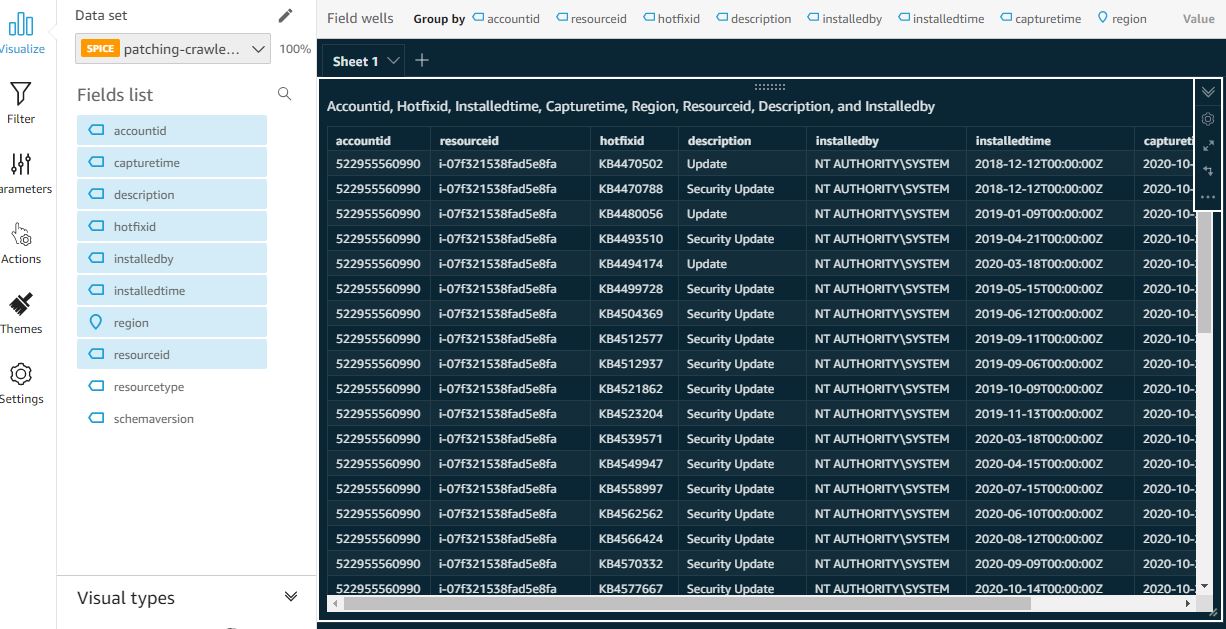 Visualize
Filter
arameters
Actions
Themes
Settings
Data set
SPICE patching-crawle... 100%
Fields list
accountid
capturetime
description
hotfixid
installedby
installedtime
region
resourceid
resourcetype
schemaversion
Visual types
Field wells Group by accountid resourceid hotfixid description installedby installedtime capturetime region Value
Sheet 1
Accountid, Hotfixid, Installedtime, Capturetime, Region, Resourceid, Description, and Installedby
accountid resourceid hotfixid description installedby installedtime captureti
522955560990 i-07f321538fad5e8fa KB4470502 Update NT AUTHORITY\SYSTEM 2018-12-12T00:00:00Z 2020-10-
522955560990 i-07f321538fad5e8fa KB4470788 Security Update NT AUTHORITY\SYSTEM 2018-12-12T00:00:00Z 2020-10-
522955560990 i-07f321538fad5e8fa KB4480056 Update NT AUTHORITY\SYSTEM 2019-01-09T00:00:00Z 2020-10-
522955560990 i-07f321538fad5e8fa KB4493510 Security Update NT AUTHORITY\SYSTEM 2019-04-21T00:00:00Z 2020-10-
522955560990 i-07f321538fad5e8fa KB4494174 Update NT AUTHORITY\SYSTEM 2020-03-18T00:00:00Z 2020-10-
522955560990 i-07f321538fad5e8fa KB4499728 Security Update NT AUTHORITY\SYSTEM 2019-05-15T00:00:00Z 2020-10-
522955560990 i-07f321538fad5e8fa KB4504369 Security Update NT AUTHORITY\SYSTEM 2019-06-12T00:00:00Z 2020-10-
522955560990 i-07f321538fad5e8fa KB4512577 Security Update NT AUTHORITY\SYSTEM 2019-09-11T00:00:00Z 2020-10-
522955560990 i-07f321538fad5e8fa KB4512937 Security Update NT AUTHORITY\SYSTEM 2019-09-06T00:00:00Z 2020-10-
522955560990 i-07f321538fad5e8fa KB4521862 Security Update NT AUTHORITY\SYSTEM 2019-10-09T00:00:00Z 2020-10-
522955560990 i-07f321538fad5e8fa KB4523204 Security Update NT AUTHORITY\SYSTEM 2019-11-13T00:00:00Z 2020-10-
522955560990 i-07f321538fad5e8fa KB4539571 Security Update NT AUTHORITY\SYSTEM 2020-03-18T00:00:00Z 2020-10-
522955560990 i-07f321538fad5e8fa KB4549947 Security Update NT AUTHORITY\SYSTEM 2020-04-15T00:00:00Z 2020-10-
522955560990 i-07f321538fad5e8fa KB4558997 Security Update NT AUTHORITY\SYSTEM 2020-07-15T00:00:00Z 2020-10-
522955560990 i-07f321538fad5e8fa KB4562562 Security Update NT AUTHORITY\SYSTEM 2020-06-10T00:00:00Z 2020-10-
522955560990 i-07f321538fad5e8fa KB4566424 Security Update NT AUTHORITY\SYSTEM 2020-08-12T00:00:00Z 2020-10-
522955560990 i-07f321538fad5e8fa KB4570332 Security Update NT AUTHORITY\SYSTEM 2020-09-09T00:00:00Z 2020-10-
522955560990 i-07f321538fad5e8fa KB4577667 Security Update NT AUTHORITY\SYSTEM 2020-10-14T00:00:00Z 2020-10-